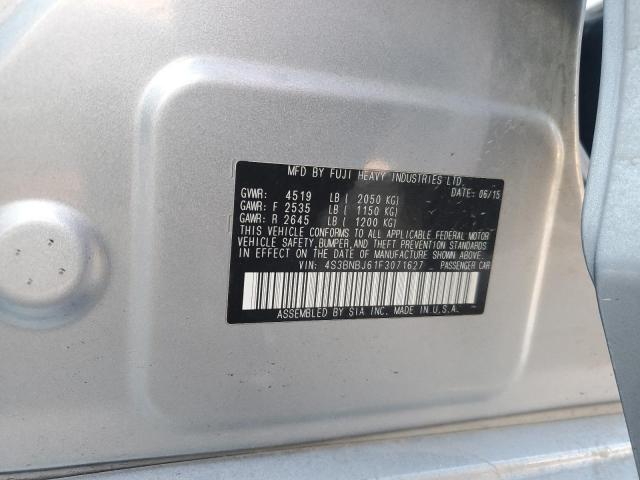 MFD BY FUJI HEAVY INDUSTRIES LTD.
GVWR: 4519 LB ( 2050 KG) DATE: 06/15
GAWR: F 2535 LB ( 1150 KG)
GAWR: R 2645 LB ( 1200 KG)
THIS VEHICLE CONFORMS TO ALL APPLICABLE FEDERAL MOTOR
VEHICLE SAFETY, BUMPER, AND THEFT PREVENTION STANDARDS
IN EFFECT ON THE DATE OF MANUFACTURE SHOWN ABOVE.
VIN: 4S3BNBJ61F3071627 PASSENGER CAR
ASSEMBLED BY SIA INC. MADE IN U.S.A.